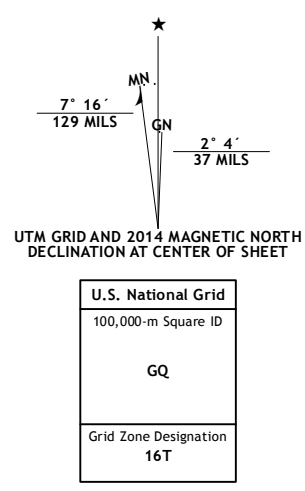 ★
MN
7° 16´
129 MILS
GN
2° 4´
37 MILS
UTM GRID AND 2014 MAGNETIC NORTH
DECLINATION AT CENTER OF SHEET
U.S. National Grid
100,000-m Square ID
GQ
Grid Zone Designation
16T